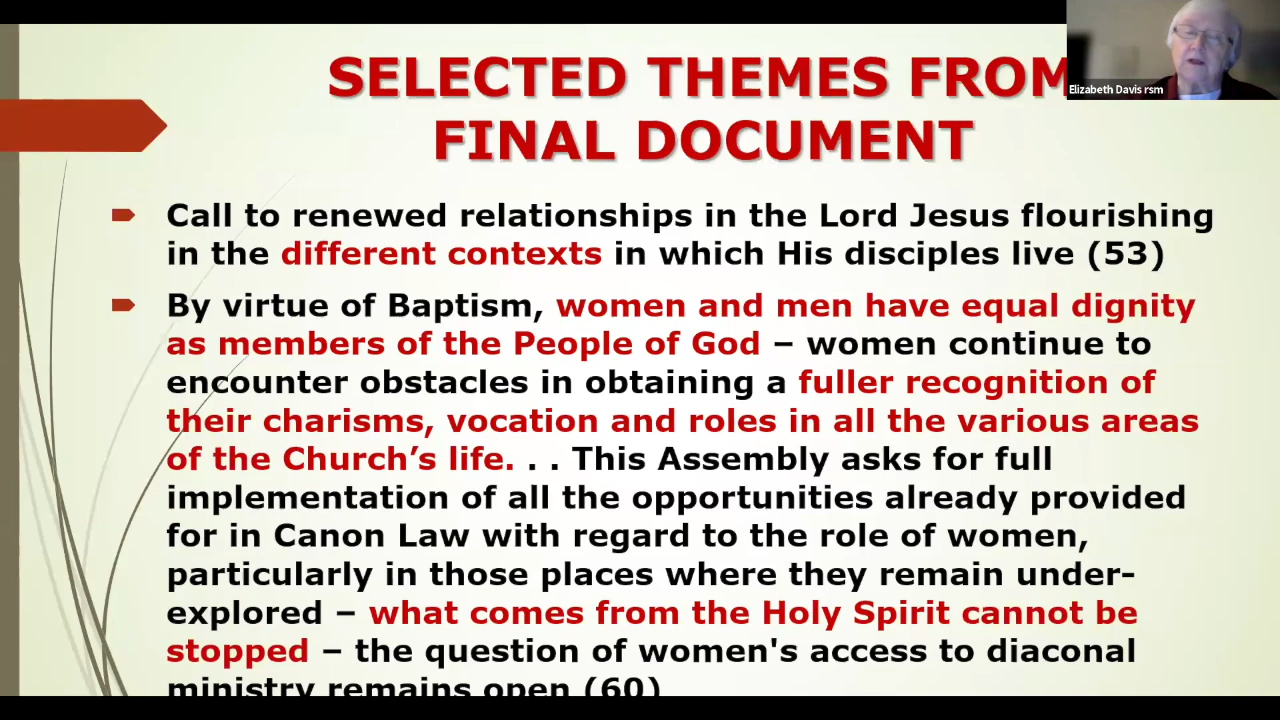 SELECTED THEMES FROM
FINAL DOCUMENT
Elizabeth Davis rsm
Call to renewed relationships in the Lord Jesus flourishing
in the different contexts in which His disciples live (53)
By virtue of Baptism, women and men have equal dignity
as members of the People of God – women continue to
encounter obstacles in obtaining a fuller recognition of
their charisms, vocation and roles in all the various areas
of the Church’s life. . . This Assembly asks for full
implementation of all the opportunities already provided
for in Canon Law with regard to the role of women,
particularly in those places where they remain under-
explored – what comes from the Holy Spirit cannot be
stopped – the question of women's access to diaconal
ministry remains open (60)